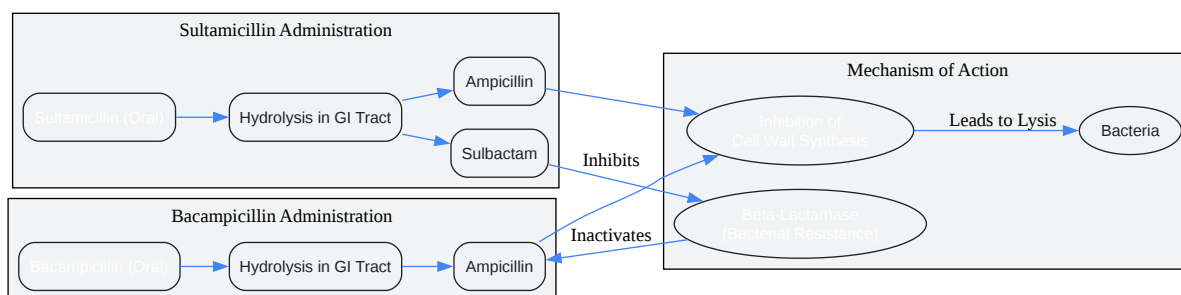 Sultamicillin Administration
Sultamicillin (Oral)
Hydrolysis in GI Tract
Ampicillin
Sulbactam
Bacampicillin Administration
Bacampicillin (Oral)
Hydrolysis in GI Tract
Ampicillin
Inhibits
Inactivates
Mechanism of Action
Inhibition of
Cell Wall Synthesis
Leads to Lysis
Bacteria
Beta-Lactamase
(Bacterial Resistance)